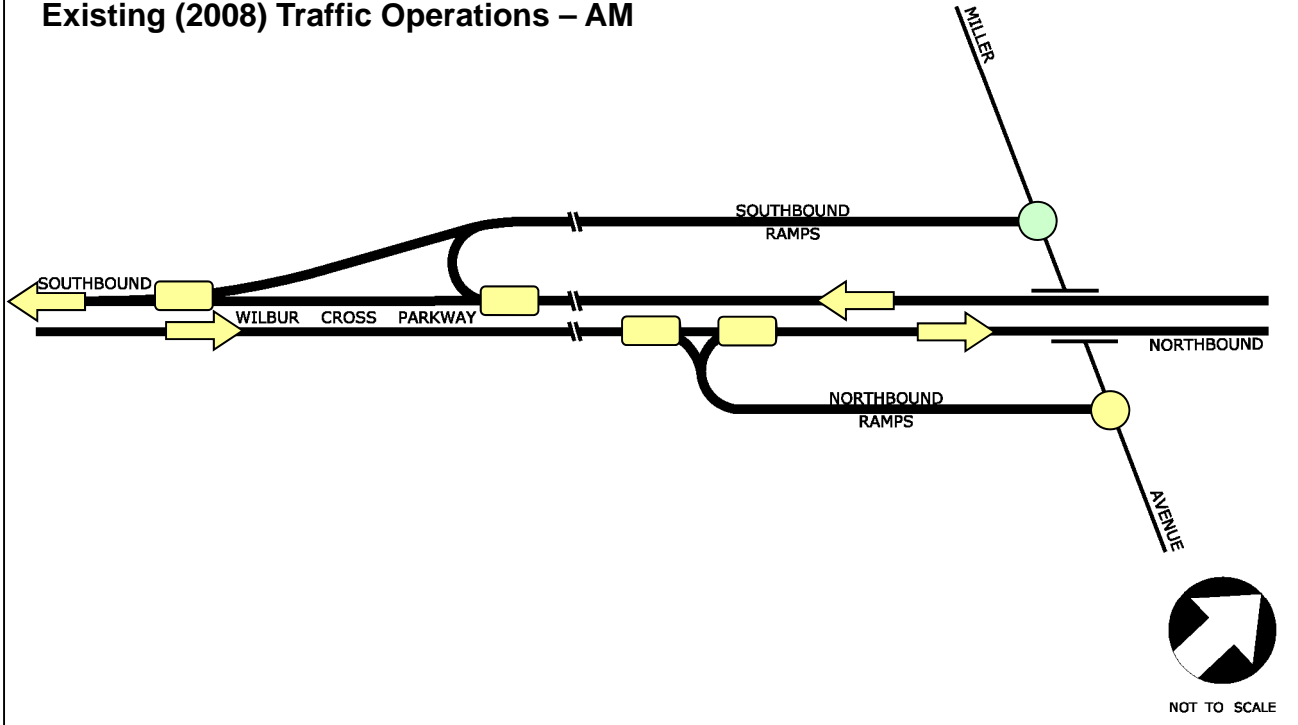 Existing (2008) Traffic Operations – AM
MILLER
SOUTHBOUND
RAMPS
SOUTHBOUND
WILBUR CROSS PARKWAY
NORTHBOUND
NORTHBOUND
RAMPS
AVENUE
NOT TO SCALE